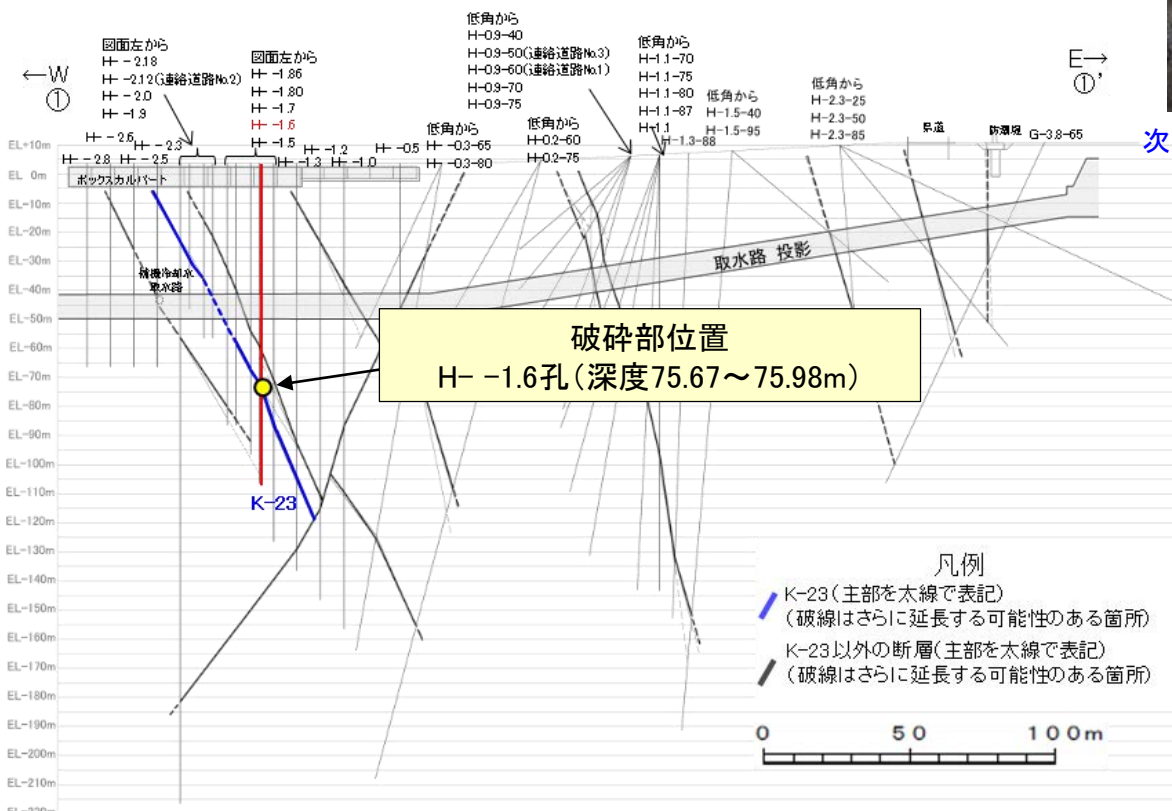 ←W
①
図面左から
H- -2.18
H- -2.12(連絡道路No.2)
H- -2.0
H- -1.9
図面左から
H- -1.86
H- -1.80
H- -1.7
H- -1.6
H- -1.5
低角から
H-0.9-40
H-0.9-50(連絡道路No.3)
H-0.9-60(連絡道路No.1)
H-0.9-70
H-0.9-75
低角から
H-1.1-70
H-1.1-75
H-1.1-80
H-1.1-87
H-1.1
低角から
H-1.5-40
H-1.5-95
低角から
H-2.3-25
H-2.3-50
H-2.3-85
E→
①'
H- -2.6
H- -2.3
H- -2.8
H- -2.5
H- -1.3
H- -1.2
H- -1.0
H- -0.5
低角から
H-0.3-65
H-0.3-80
低角から
H-0.2-60
H-0.2-75
H-1.3-88
県道
防潮堤
G-3.8-65
次
ボックスカルバート
補機冷却水
取水路
取水路 投影
破砕部位置
H- -1.6孔(深度75.67～75.98m)
K-23
EL+10m
EL 0m
EL-10m
EL-20m
EL-30m
EL-40m
EL-50m
EL-60m
EL-70m
EL-80m
EL-90m
EL-100m
EL-110m
EL-120m
EL-130m
EL-140m
EL-150m
EL-160m
EL-170m
EL-180m
EL-190m
EL-200m
EL-210m
凡例
K-23(主部を太線で表記)
(破線はさらに延長する可能性のある箇所)
K-23以外の断層(主部を太線で表記)
(破線はさらに延長する可能性のある箇所)
0 50 100m